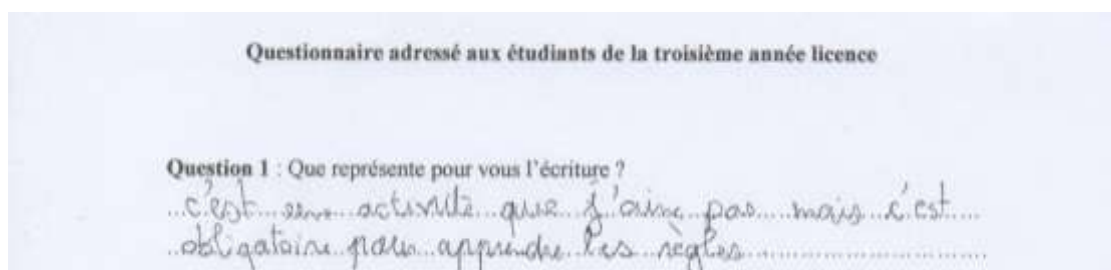 Questionnaire adressé aux étudiants de la troisième année licence
Question 1 : Que représente pour vous l'écriture ?
c'est une activité que j'aime pas mais c'est
obligatoire pour apprendre les règles